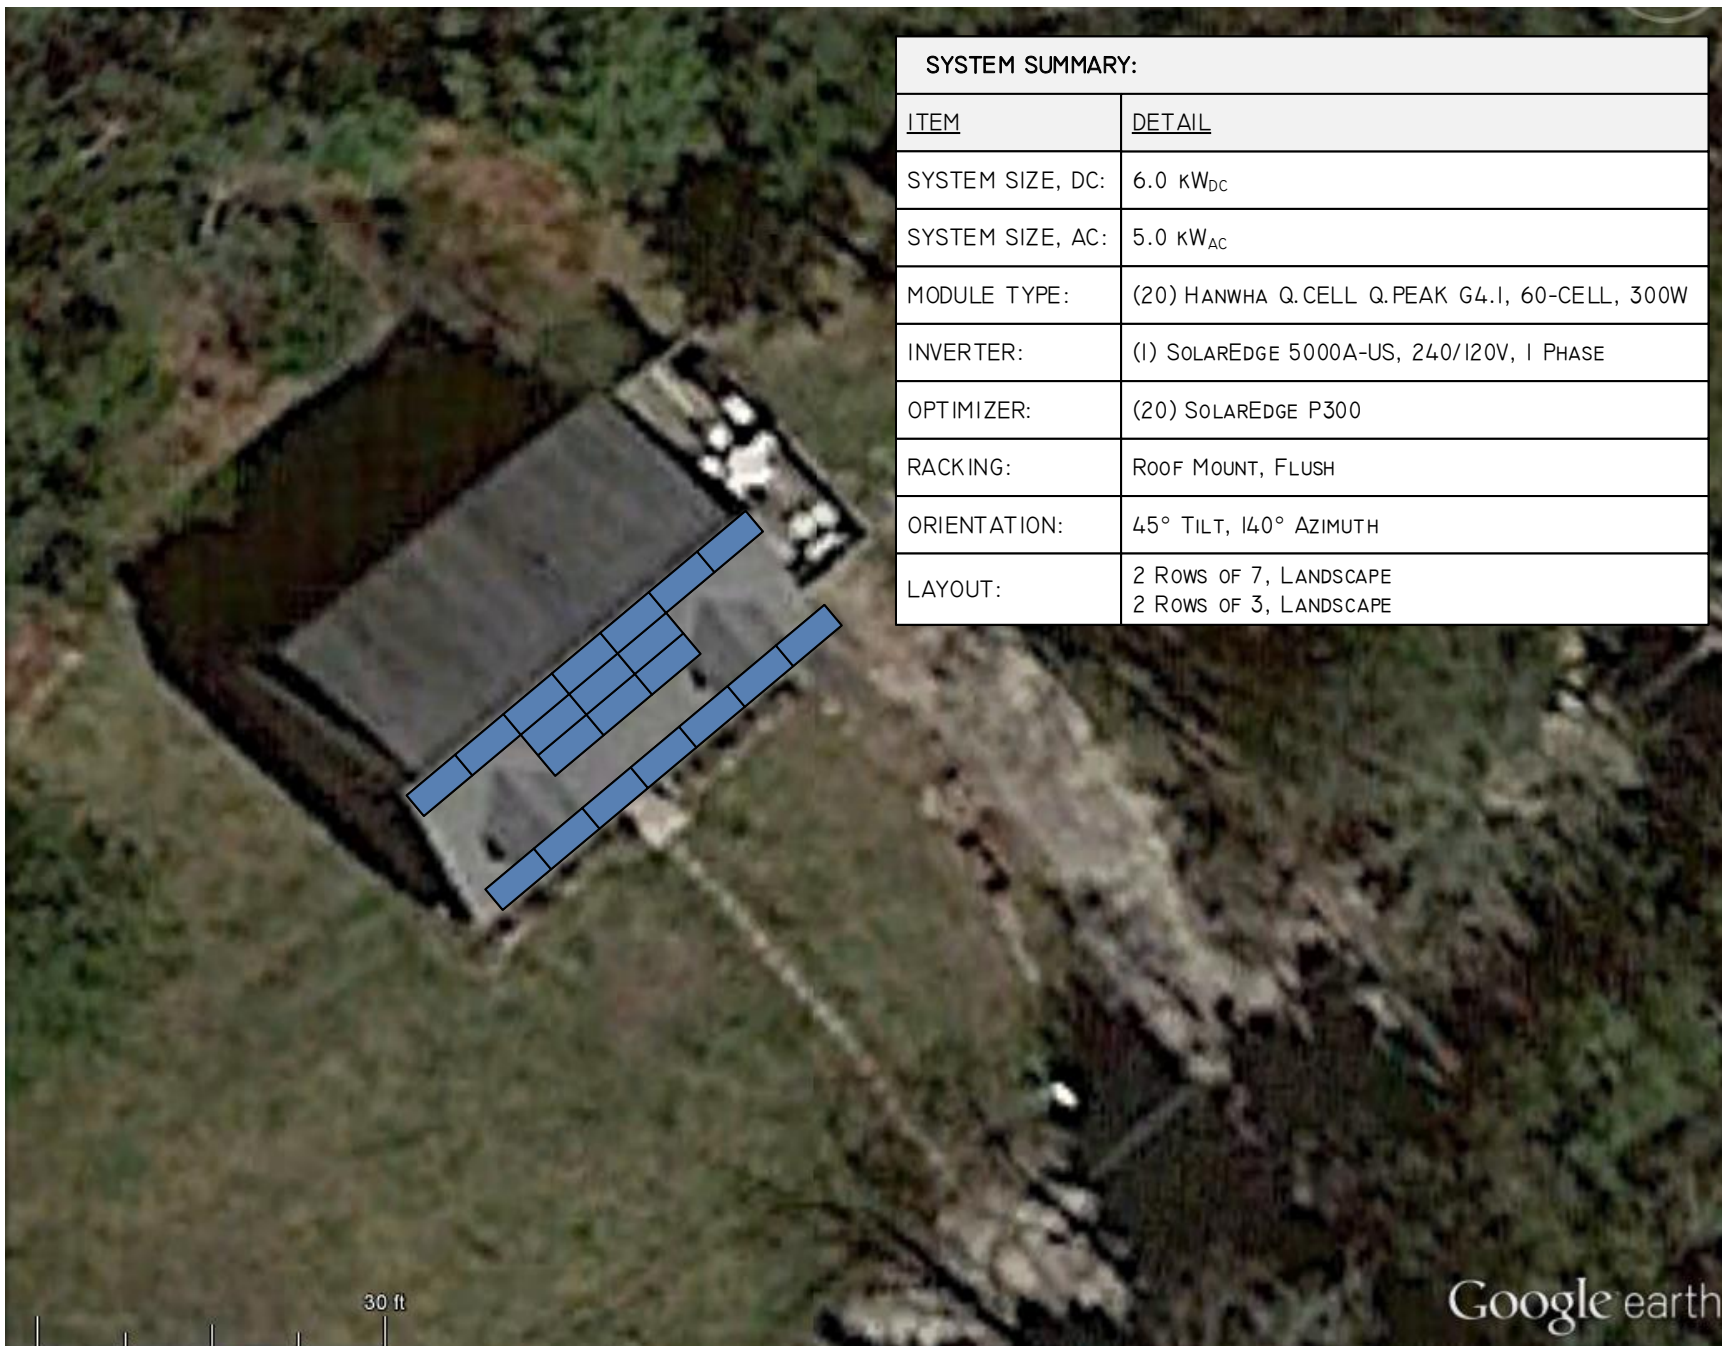 SYSTEM SUMMARY:
ITEM DETAIL
SYSTEM SIZE, DC: 6.0 KWDC
SYSTEM SIZE, AC: 5.0 KWAC
MODULE TYPE: (20) HANWHA Q.CELL Q.PEAK G4.1, 60-CELL, 300W
INVERTER: (1) SOLAREDGE 5000A-US, 240/120V, 1 PHASE
OPTIMIZER: (20) SOLAREDGE P300
RACKING: ROOF MOUNT, FLUSH
ORIENTATION: 45° TILT, 140° AZIMUTH
LAYOUT: 2 ROWS OF 7, LANDSCAPE
2 ROWS OF 3, LANDSCAPE
30 ft
Google earth